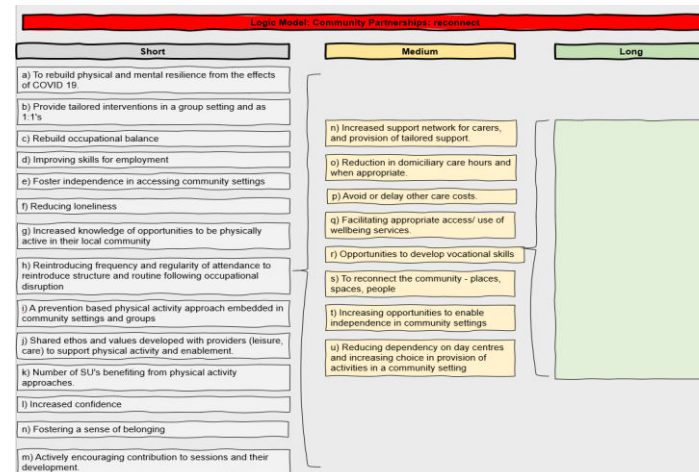 Logic Model: Community Partnerships: reconnect
Short
a) To rebuild physical and mental resilience from the effects
of COVID 19.
b) Provide tailored interventions in a group setting and as
1:1's
c) Rebuild occupational balance
d) Improving skills for employment
e) Foster independence in accessing community settings
f) Reducing loneliness
g) Increased knowledge of opportunities to be physically
active in their local community
h) Reintroducing frequency and regularity of attendance to
reintroduce structure and routine following occupational
disruption
i) A prevention based physical activity approach embedded in
community settings and groups
j) Shared ethos and values developed with providers (leisure,
care) to support physical activity and enablement.
k) Number of SU's benefiting from physical activity
approaches.
l) Increased confidence
n) Fostering a sense of belonging
m) Actively encouraging contribution to sessions and their
development.
Medium
n) Increased support network for carers,
and provision of tailored support.
o) Reduction in domiciliary care hours and
when appropriate.
p) Avoid or delay other care costs.
q) Facilitating appropriate access/ use of
wellbeing services.
r) Opportunities to develop vocational skills
s) To reconnect the community - places,
spaces, people
t) Increasing opportunities to enable
independence in community settings
u) Reducing dependency on day centres
and increasing choice in provision of
activities in a community setting
Long